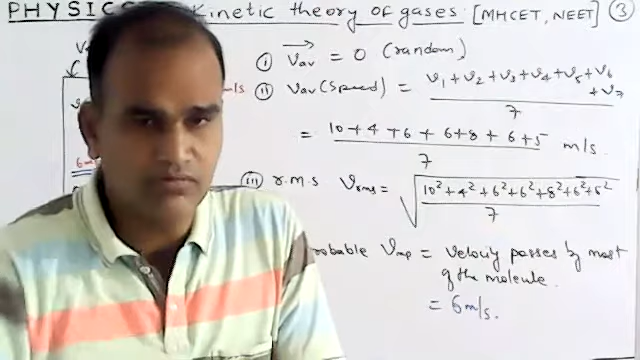 PHYSICS Kinetic theory of gases [MHCET, NEET] 3
i) Vav = 0 (random)
ii) Vav (Speed) = V1 + V2 + V3 + V4 + V5 + V6 + V7
7
= 10 + 4 + 6 + 6 + 8 + 6 + 5 m/s.
7
iii) r.m.s Vrms = √ 10² + 4² + 6² + 6² + 8² + 6² + 5²
7
Vmp = velocity passes by most
of the molecule.
= 6 m/s.
6m